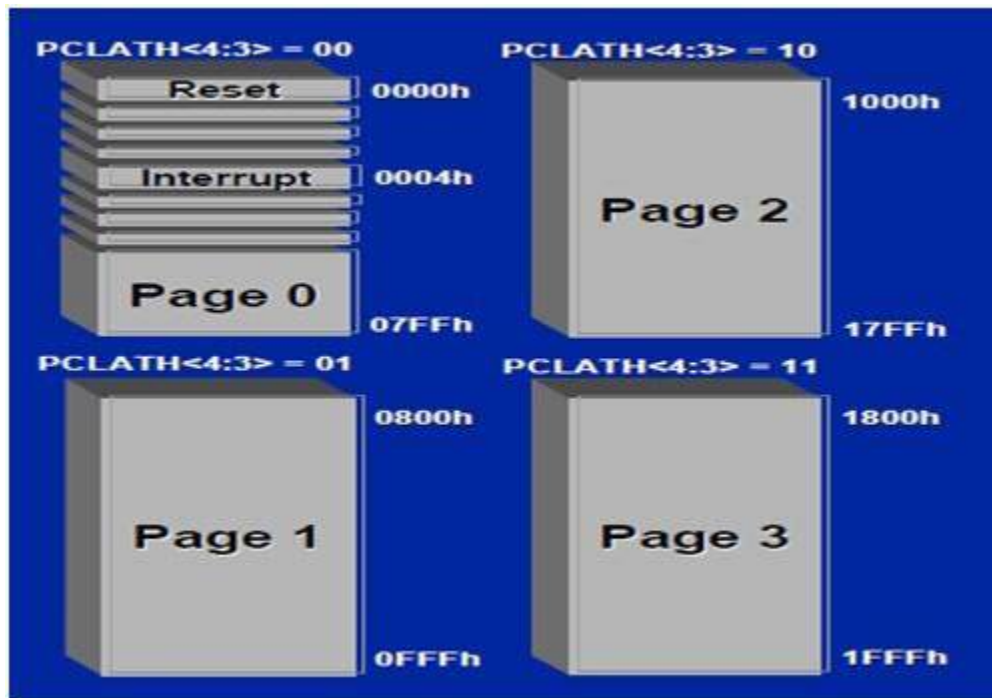 PCLATH<4:3> = 00
Reset
0000h
Interrupt
0004h
Page 0
07FFh
PCLATH<4:3> = 10
1000h
Page 2
17FFh
PCLATH<4:3> = 01
0800h
Page 1
0FFFh
PCLATH<4:3> = 11
1800h
Page 3
1FFFh